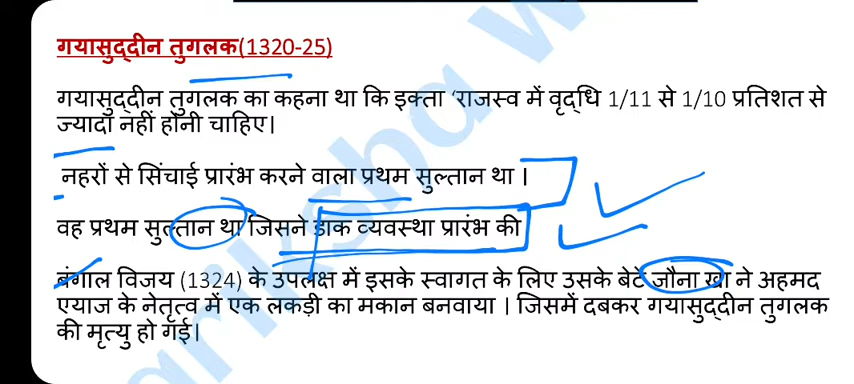 गयासुद्दीन तुगलक(1320-25)
गयासुद्दीन तुगलक का कहना था कि इक्ता ‘राजस्व में वृद्धि 1/11 से 1/10 प्रतिशत से
ज्यादा नहीं होनी चाहिए।
नहरों से सिंचाई प्रारंभ करने वाला प्रथम सुल्तान था ।
वह प्रथम सुल्तान था जिसने डाक व्यवस्था प्रारंभ की
बंगाल विजय (1324) के उपलक्ष में इसके स्वागत के लिए उसके बेटे जौना खा ने अहमद
एयाज के नेतृत्व में एक लकड़ी का मकान बनवाया । जिसमें दबकर गयासुद्दीन तुगलक
की मृत्यु हो गई।